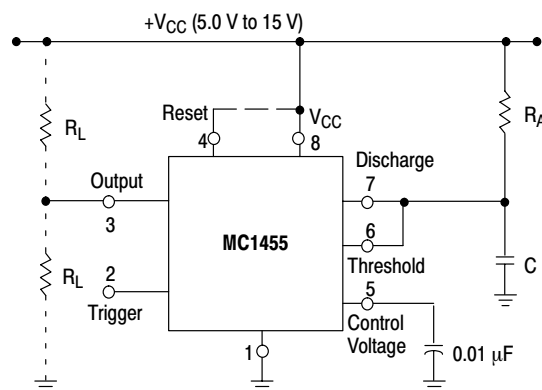 +VCC (5.0 V to 15 V)
Reset
VCC
4
8
RL
RA
Discharge
Output
7
3
MC1455
6
Threshold
C
2
RL
5
Trigger
Control
Voltage
1
0.01 µF